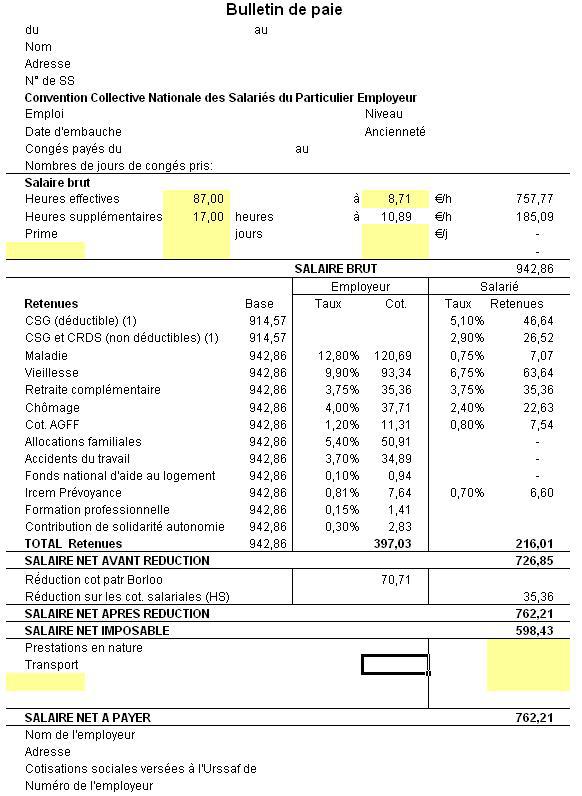 Bulletin de paie
du au
Nom
Adresse
N° de SS
Convention Collective Nationale des Salariés du Particulier Employeur
Emploi Niveau
Date d'embauche Ancienneté
Congés payés du au
Nombres de jours de congés pris:
Salaire brut
Heures effectives 87,00 à 8,71 €/h 757,77
Heures supplémentaires 17,00 heures à 10,89 €/h 185,09
Prime jours €/j -
-
SALAIRE BRUT 942,86
Employeur Salarié
Retenues Base Taux Cot. Taux Retenues
CSG (déductible) (1) 914,57 5,10% 46,64
CSG et CRDS (non déductibles) (1) 914,57 2,90% 26,52
Maladie 942,86 12,80% 120,69 0,75% 7,07
Vieillesse 942,86 9,90% 93,34 6,75% 63,64
Retraite complémentaire 942,86 3,75% 35,36 3,75% 35,36
Chômage 942,86 4,00% 37,71 2,40% 22,63
Cot. AGFF 942,86 1,20% 11,31 0,80% 7,54
Allocations familiales 942,86 5,40% 50,91 -
Accidents du travail 942,86 3,70% 34,89 -
Fonds national d'aide au logement 942,86 0,10% 0,94 -
Ircem Prévoyance 942,86 0,81% 7,64 0,70% 6,60
Formation professionnelle 942,86 0,15% 1,41
Contribution de solidarité autonomie 942,86 0,30% 2,83
TOTAL Retenues 942,86 397,03 216,01
SALAIRE NET AVANT REDUCTION 726,85
Réduction cot patr Borloo 70,71
Réduction sur les cot. salariales (HS) 35,36
SALAIRE NET APRES REDUCTION 762,21
SALAIRE NET IMPOSABLE 598,43
Prestations en nature
Transport
SALAIRE NET A PAYER 762,21
Nom de l'employeur
Adresse
Cotisations sociales versées à l'Urssaf de
Numéro de l'employeur